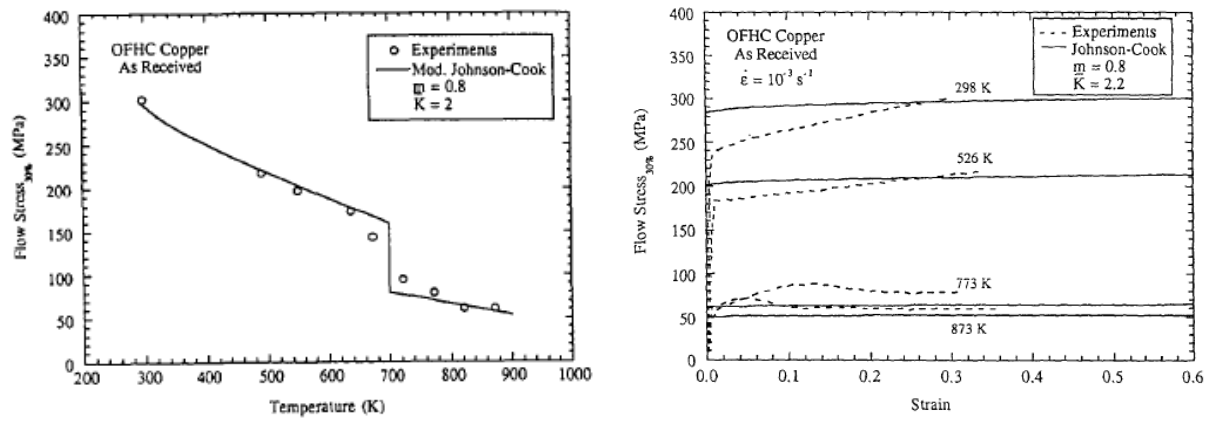 400
350
300
250
200
150
100
50
0
Flow Stress30% (MPa)
OFHC Copper
As Received
Experiments
Mod. Johnson-Cook
m = 0.8
K = 2
200 300 400 500 600 700 800 900 1000
Temperature (K)
400
350
300
250
200
150
100
50
0
Flow Stress30% (MPa)
OFHC Copper
As Received
ε̇ = 10⁻³ s⁻¹
Experiments
Johnson-Cook
m = 0.8
K = 2.2
298 K
526 K
773 K
873 K
0.0 0.1 0.2 0.3 0.4 0.5 0.6
Strain